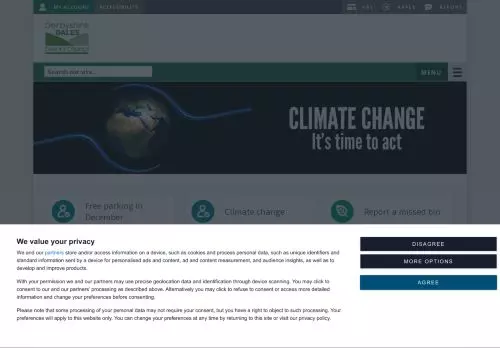 MY ACCOUNT ACCESSIBILITY PAY APPLY REPORT
Derbyshire
DALES
District Council
Search our site... MENU
CLIMATE CHANGE
It's time to act
Free parking in
December
Climate change
Report a missed bin
We value your privacy
We and our partners store and/or access information on a device, such as cookies and process personal data, such as unique identifiers and
standard information sent by a device for personalised ads and content, ad and content measurement, and audience insights, as well as to
develop and improve products.
With your permission we and our partners may use precise geolocation data and identification through device scanning. You may click to
consent to our and our partners' processing as described above. Alternatively you may click to refuse to consent or access more detailed
information and change your preferences before consenting.
Please note that some processing of your personal data may not require your consent, but you have a right to object to such processing. Your
preferences will apply to this website only. You can change your preferences at any time by returning to this site or visit our privacy policy.
DISAGREE
MORE OPTIONS
AGREE